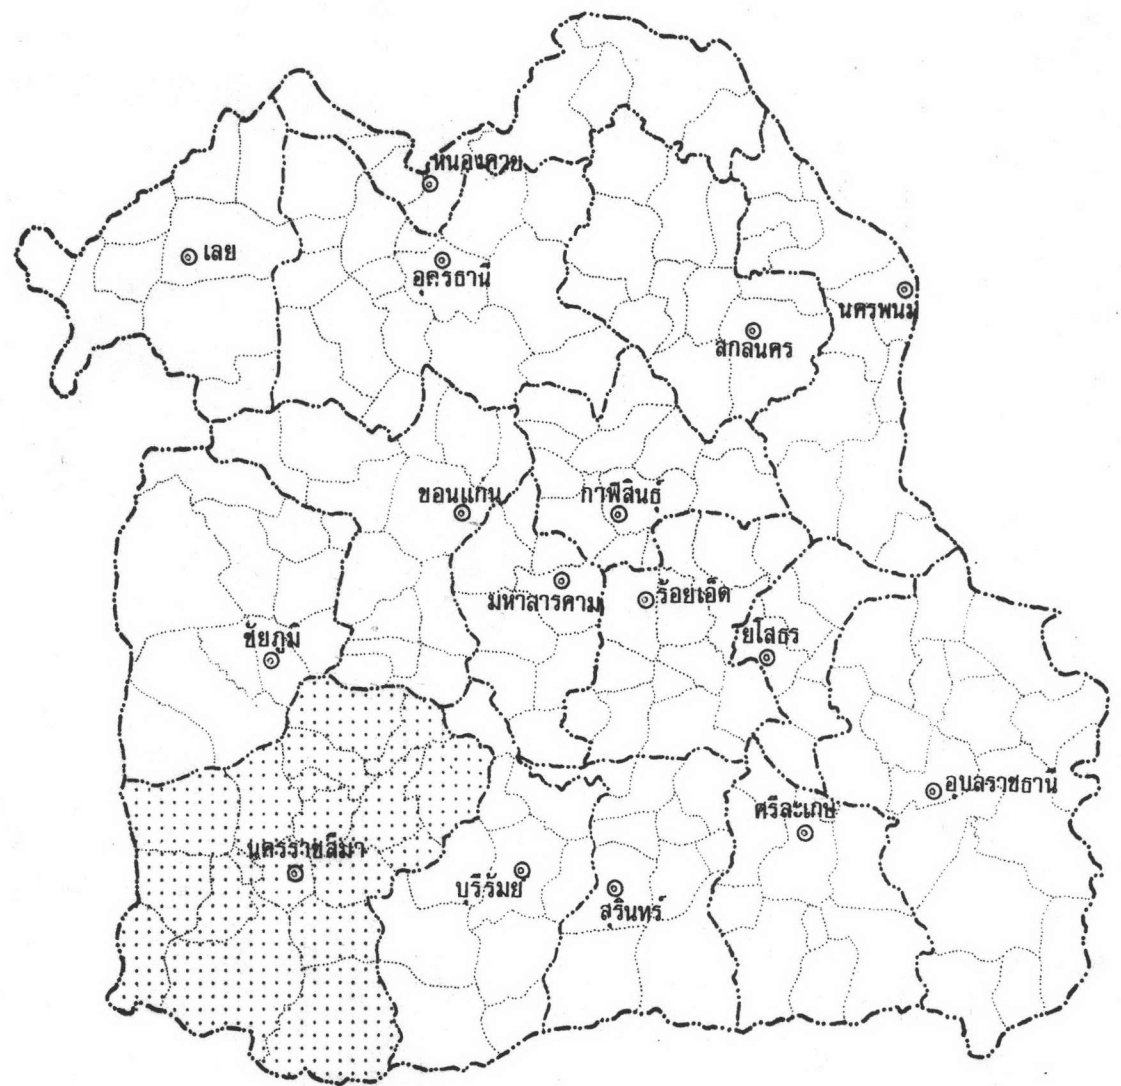 หนองคาย
เลย
อุดรธานี
นครพนม
สกลนคร
ขอนแก่น
กาฬสินธุ์
มหาสารคาม
ร้อยเอ็ด
ยโสธร
ชัยภูมิ
อุบลราชธานี
ศรีสะเกษ
นครราชสีมา
บุรีรัมย์
สุรินทร์